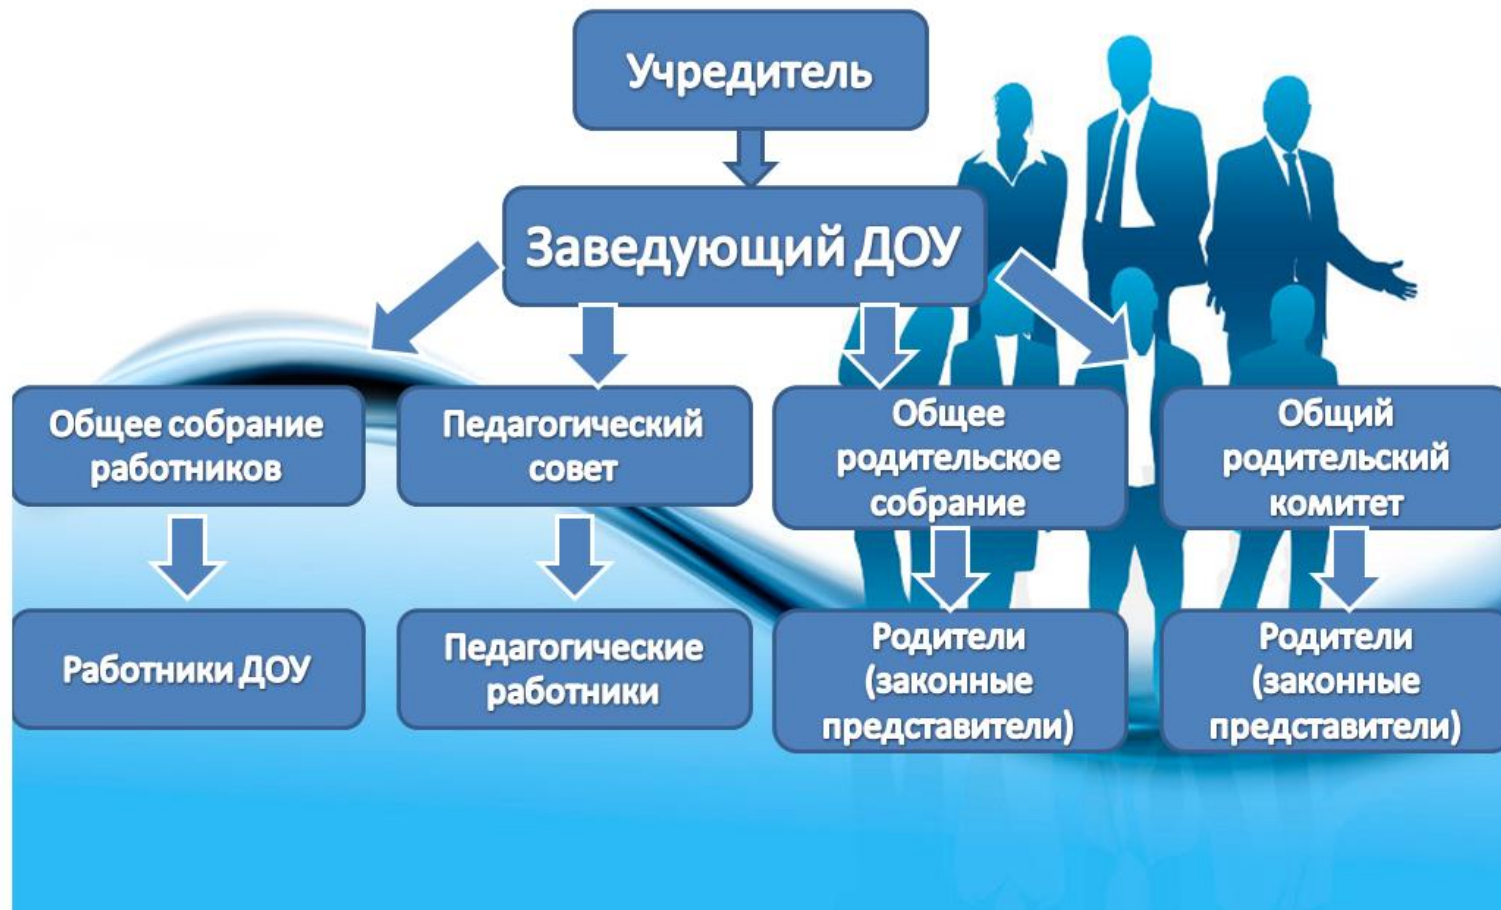 Учредитель
Заведующий ДОУ
Общее собрание
работников
Педагогический
совет
Общее
родительское
собрание
Общий
родительский
комитет
Работники ДОУ
Педагогические
работники
Родители
(законные
представители)
Родители
(законные
представители)